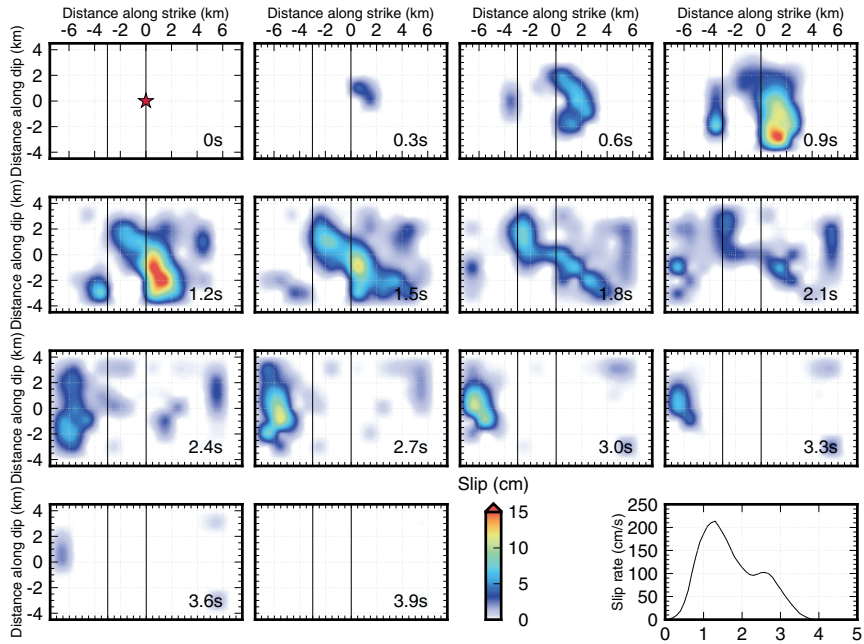 Distance along strike (km) Distance along strike (km) Distance along strike (km) Distance along strike (km)
-6 -4 -2 0 2 4 6 -6 -4 -2 0 2 4 6 -6 -4 -2 0 2 4 6 -6 -4 -2 0 2 4 6
Distance along dip (km)
4
2
0
-2
-4
0s 0.3s 0.6s 0.9s
Distance along dip (km)
4
2
0
-2
-4
1.2s 1.5s 1.8s 2.1s
Distance along dip (km)
4
2
0
-2
-4
2.4s 2.7s 3.0s 3.3s
Distance along dip (km)
4
2
0
-2
-4
3.6s 3.9s
Slip (cm)
15
10
5
0
Slip rate (cm/s)
250
200
150
100
50
0
0 1 2 3 4 5